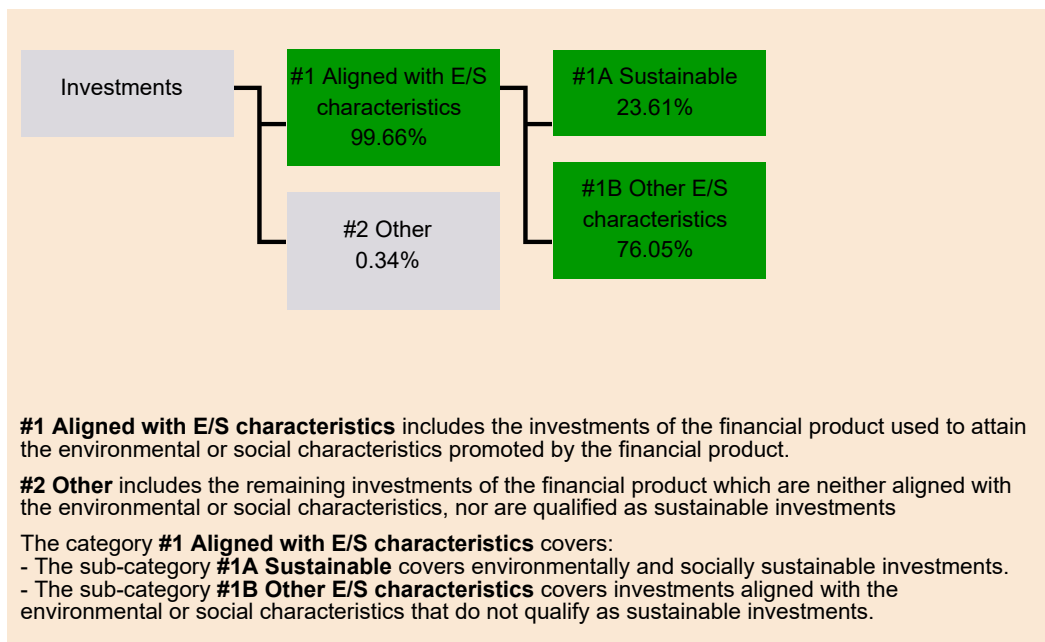 Investments
#1 Aligned with E/S
characteristics
99.66%
#1A Sustainable
23.61%
#2 Other
0.34%
#1B Other E/S
characteristics
76.05%
#1 Aligned with E/S characteristics includes the investments of the financial product used to attain
the environmental or social characteristics promoted by the financial product.
#2 Other includes the remaining investments of the financial product which are neither aligned with
the environmental or social characteristics, nor are qualified as sustainable investments
The category #1 Aligned with E/S characteristics covers:
- The sub-category #1A Sustainable covers environmentally and socially sustainable investments.
- The sub-category #1B Other E/S characteristics covers investments aligned with the
environmental or social characteristics that do not qualify as sustainable investments.